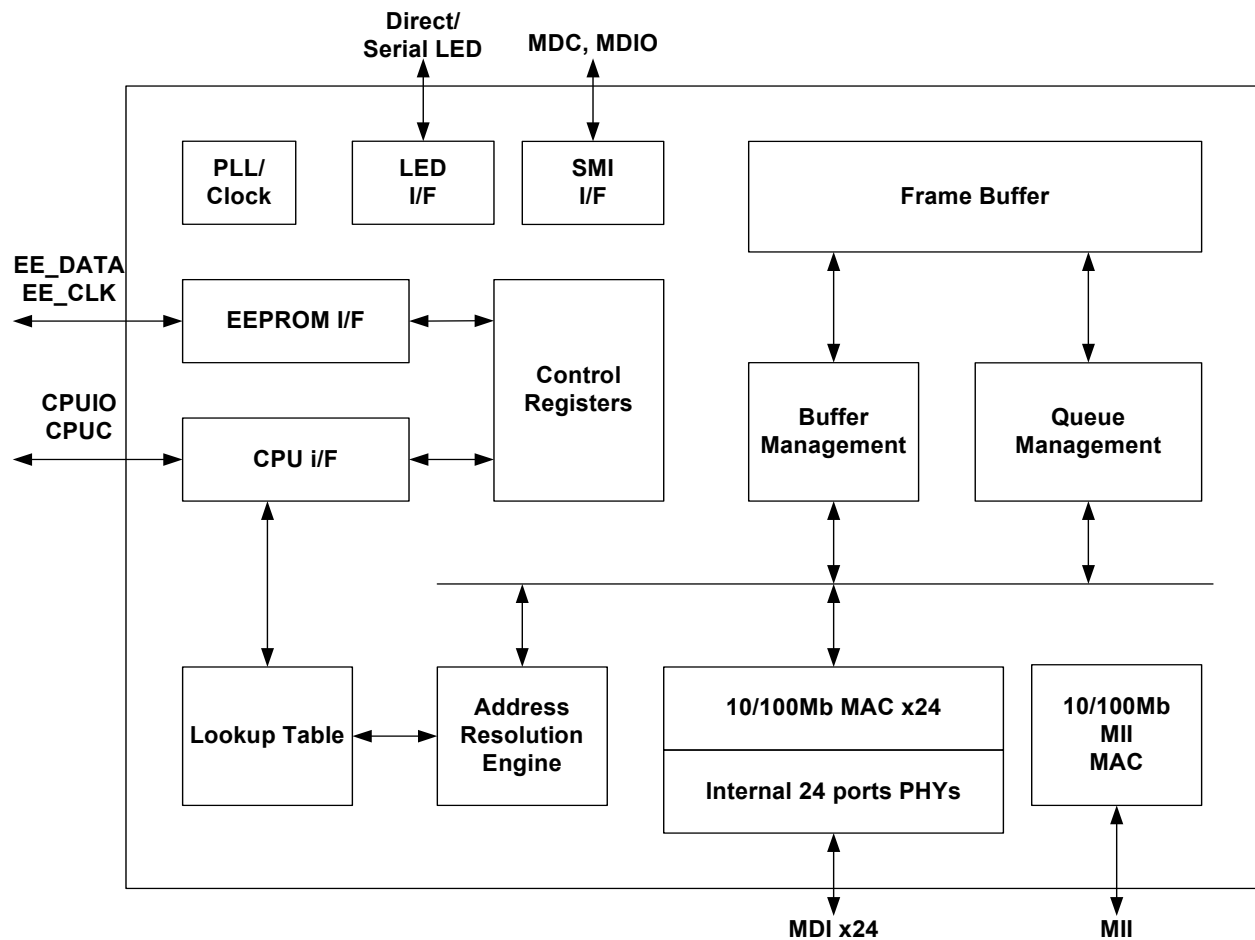 Direct/
Serial LED
MDC, MDIO
PLL/
Clock
LED
I/F
SMI
I/F
Frame Buffer
EE_DATA
EE_CLK
EEPROM I/F
Control
Registers
CPUIO
CPUC
CPU i/F
Buffer
Management
Queue
Management
Lookup Table
Address
Resolution
Engine
10/100Mb MAC x24
Internal 24 ports PHYs
10/100Mb
MII
MAC
MDI x24
MII